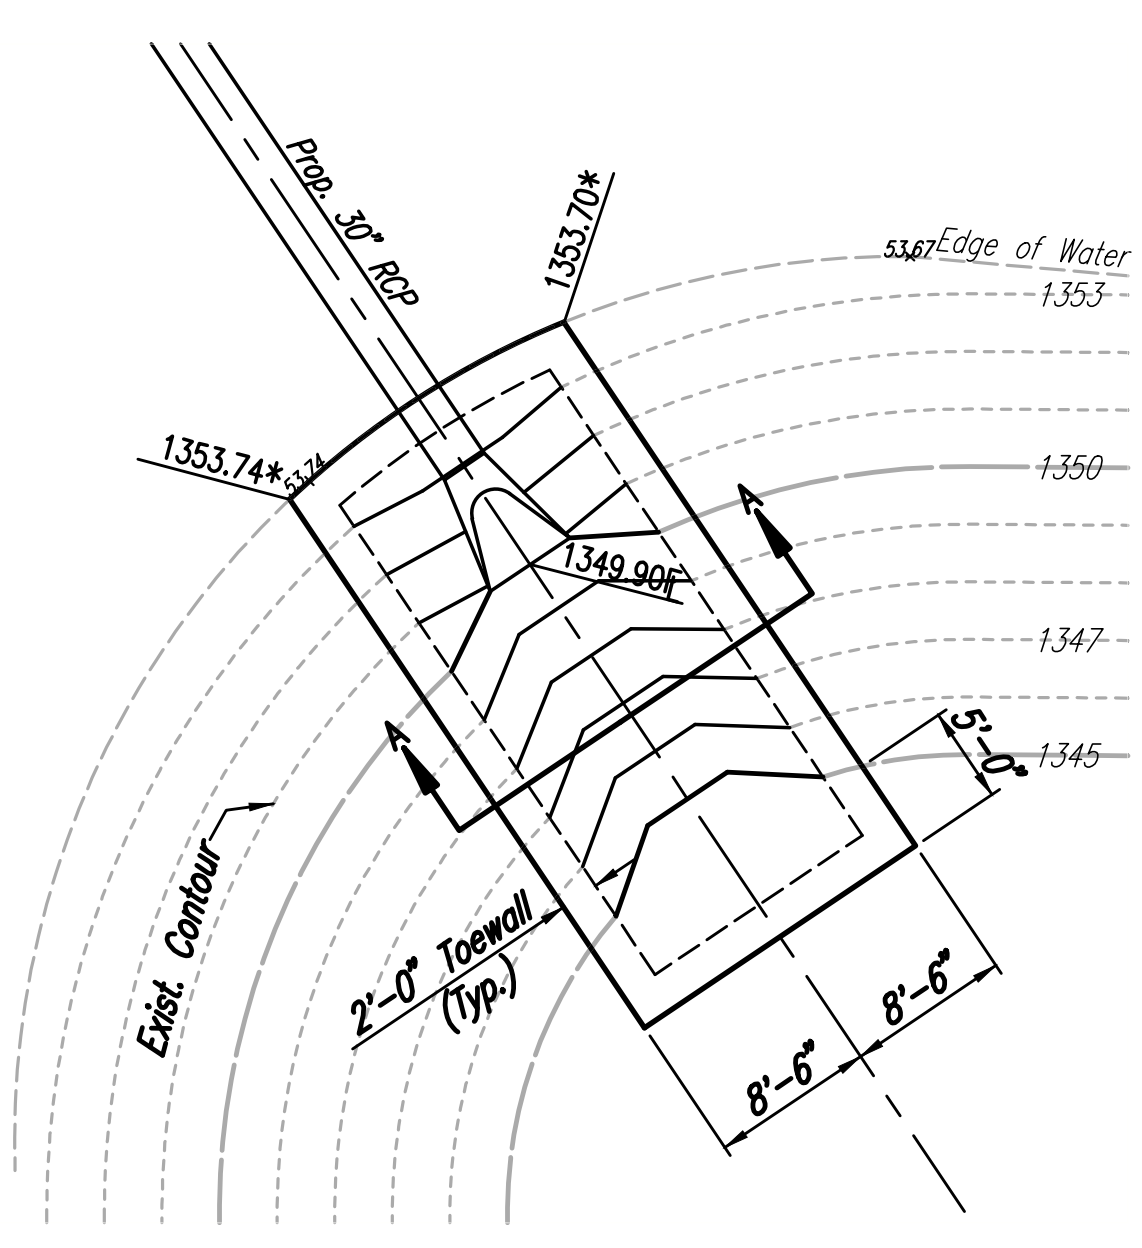 Prop. 30" RCP
1353.70*
53.67
Edge of Water
1353
1353.74*
53.74
1350
A
1349.90
1347
A
5'-0"
1345
Exist. Contour
2'-0" Toewall
(Typ.)
8'-6"
8'-6"